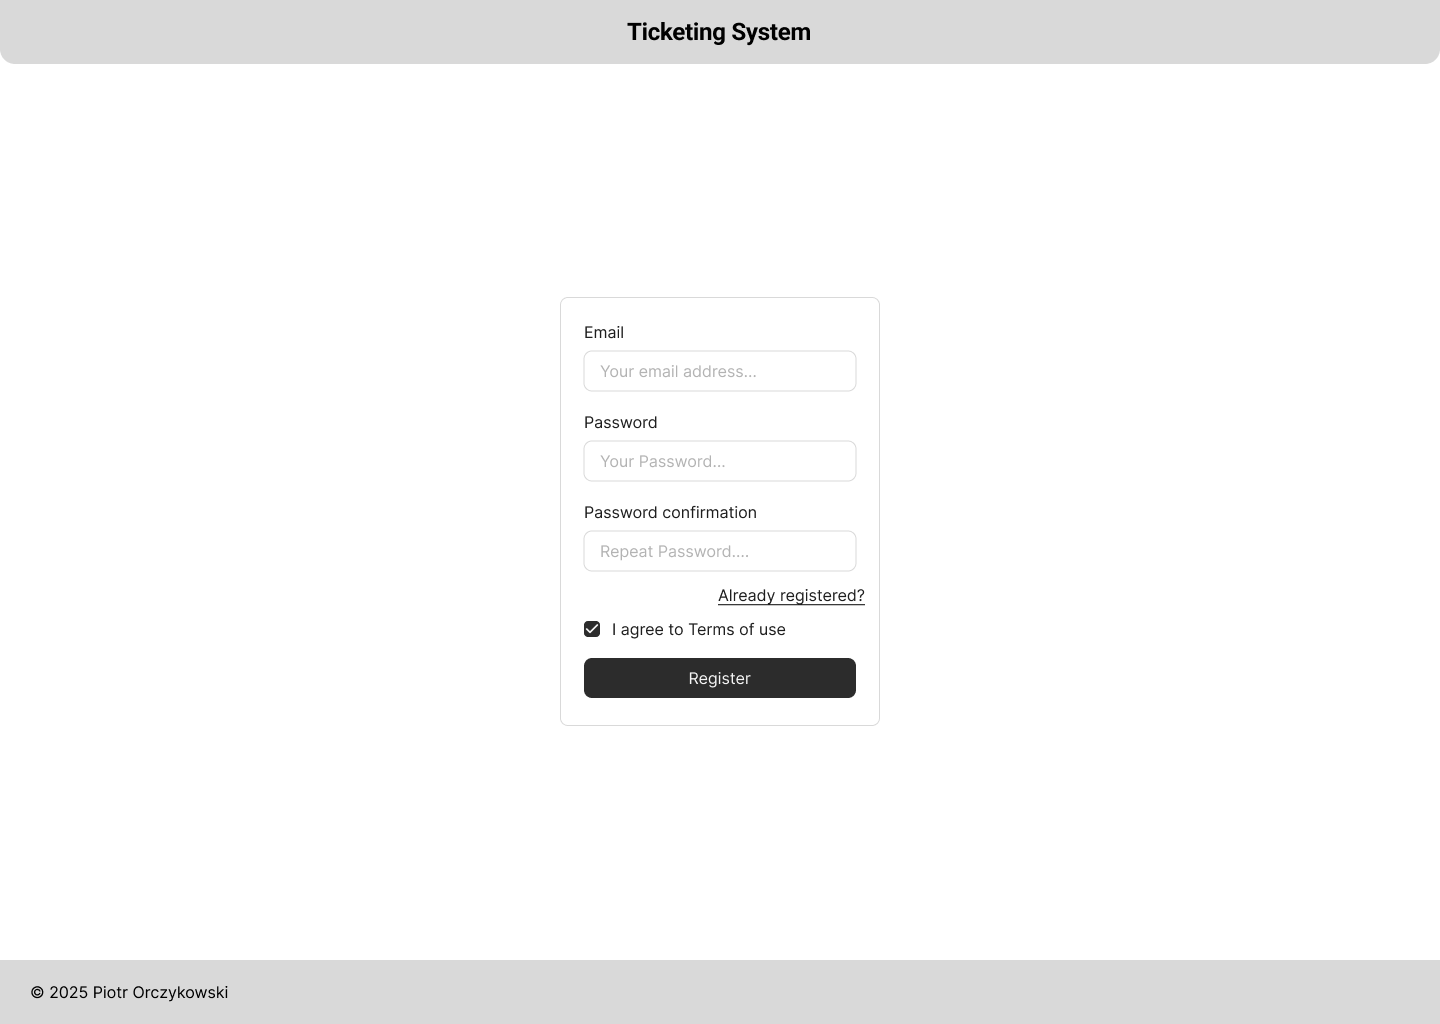 Ticketing System
Email
Your email address...
Password
Your Password...
Password confirmation
Repeat Password....
Already registered?
I agree to Terms of use
Register
© 2025 Piotr Orczykowski